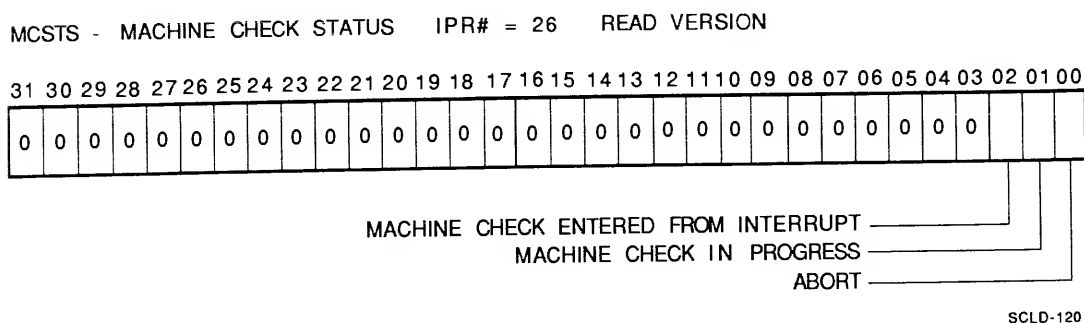 MCSTS - MACHINE CHECK STATUS IPR# = 26 READ VERSION
31 30 29 28 27 26 25 24 23 22 21 20 19 18 17 16 15 14 13 12 11 10 09 08 07 06 05 04 03 02 01 00
0 0 0 0 0 0 0 0 0 0 0 0 0 0 0 0 0 0 0 0 0 0 0 0 0 0 0 0 0
MACHINE CHECK ENTERED FROM INTERRUPT
MACHINE CHECK IN PROGRESS
ABORT
SCLD-120